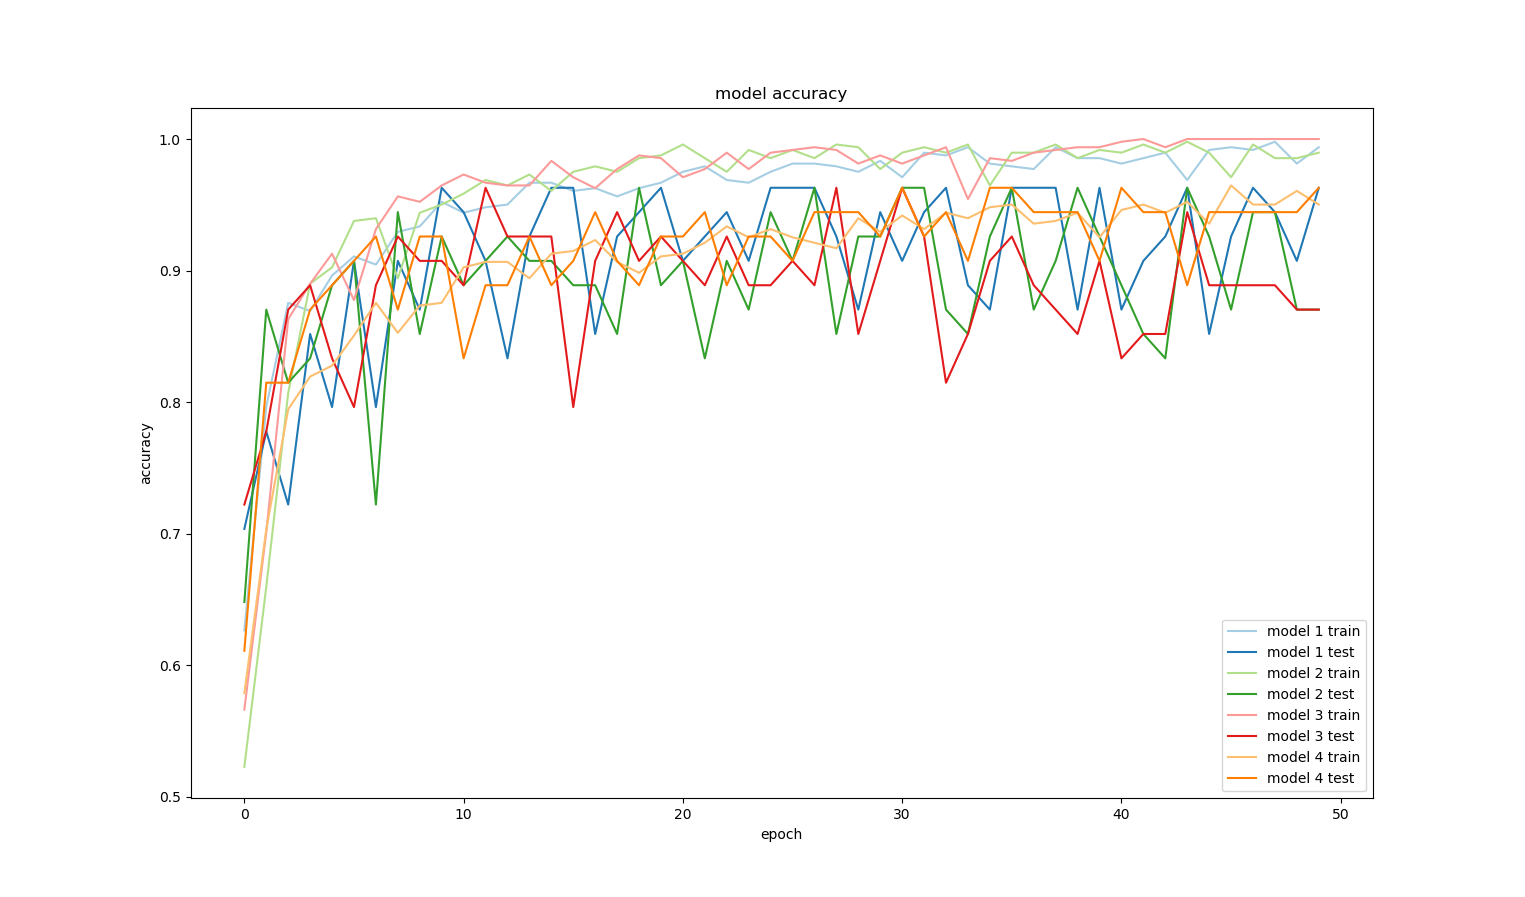 model accuracy
1.0
0.9
0.8
0.7
0.6
0.5
accuracy
0 10 20 30 40 50
epoch
model 1 train
model 1 test
model 2 train
model 2 test
model 3 train
model 3 test
model 4 train
model 4 test